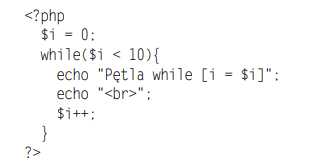 <?php
$i = 0;
while($i < 10){
echo "Pętla while [i = $i]";
echo "<br>";
$i++;
}
?>